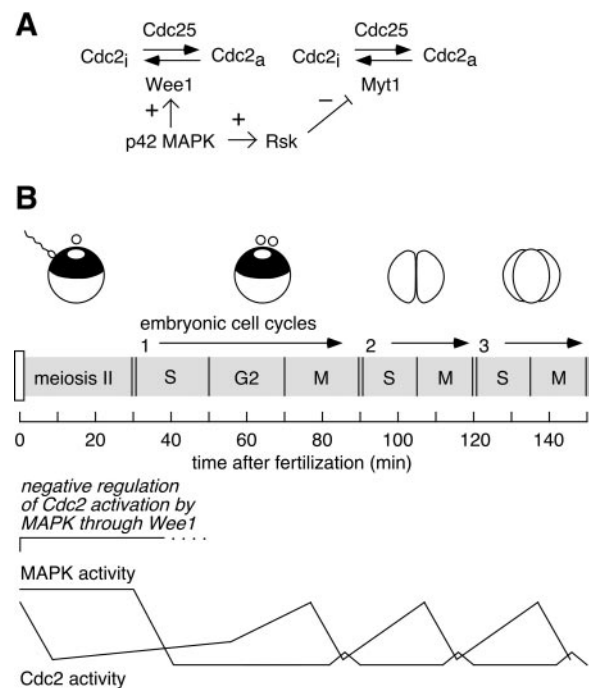 A
Cdc25 Cdc25
Cdc2i Cdc2a Cdc2i Cdc2a
Wee1 Myt1
+ –
+
p42 MAPK Rsk
B
embryonic cell cycles
1 2 3
meiosis II S G2 M S M S M
0 20 40 60 80 100 120 140
time after fertilization (min)
negative regulation
of Cdc2 activation by
MAPK through Wee1
MAPK activity
Cdc2 activity